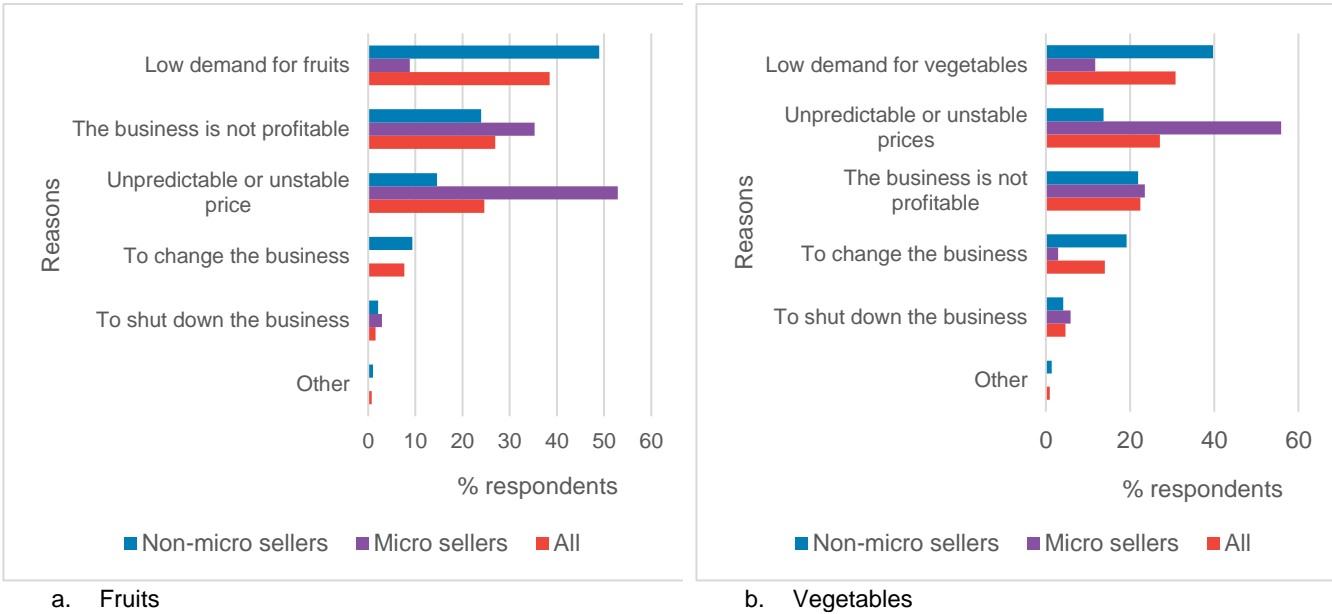 Low demand for fruits
The business is not profitable
Unpredictable or unstable
price
To change the business
To shut down the business
Other
Reasons
0 10 20 30 40 50 60
% respondents
Non-micro sellers Micro sellers All
a. Fruits
Low demand for vegetables
Unpredictable or unstable
prices
The business is not
profitable
To change the business
To shut down the business
Other
Reasons
0 20 40 60
% respondents
Non-micro sellers Micro sellers All
b. Vegetables